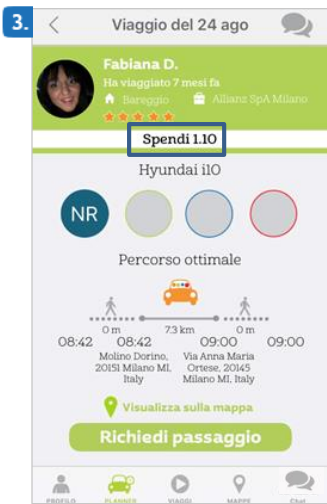 3.
Viaggio del 24 ago
Fabiana D.
Ha viaggiato 7 mesi fa
Bareggio Allianz SpA Milano
Spendi 1.10
Hyundai i10
NR
Percorso ottimale
0 m 7.3 km 0 m
08:42 08:42 09:00 09:00
Molino Dorino, 20151 Milano MI, Italy
Via Anna Maria Ortese, 20145 Milano MI, Italy
Visualizza sulla mappa
Richiedi passaggio
PROFILO PLANNER VIAGGI MAPPE Chat